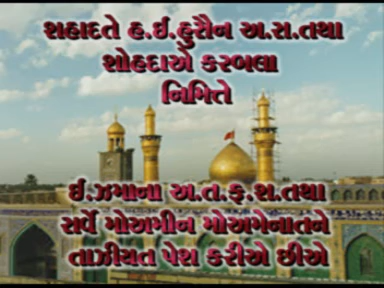 શહાદતે હ.ઈ.હુસૈન અ.સ.તથા
શોહદાએ કરબલા
નિમિત્તે
ઈ.ઝમાના અ.ત.ફ.શ.તથા
સર્વે મોઅમીન મોઅમેનાતને
તાઝીયત પેશ કરીએ છીએ